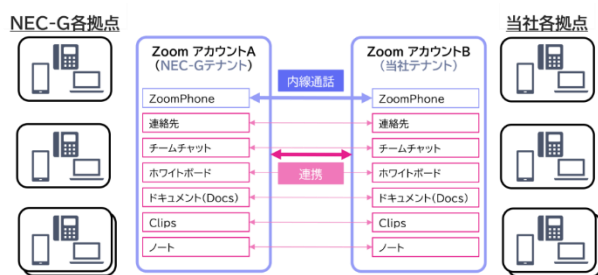 NEC-G各拠点
当社各拠点
Zoom アカウントA
(NEC-Gテナント)
Zoom アカウントB
(当社テナント)
内線通話
ZoomPhone
ZoomPhone
連絡先
連絡先
チームチャット
チームチャット
ホワイトボード
連携
ホワイトボード
ドキュメント(Docs)
ドキュメント(Docs)
Clips
Clips
ノート
ノート